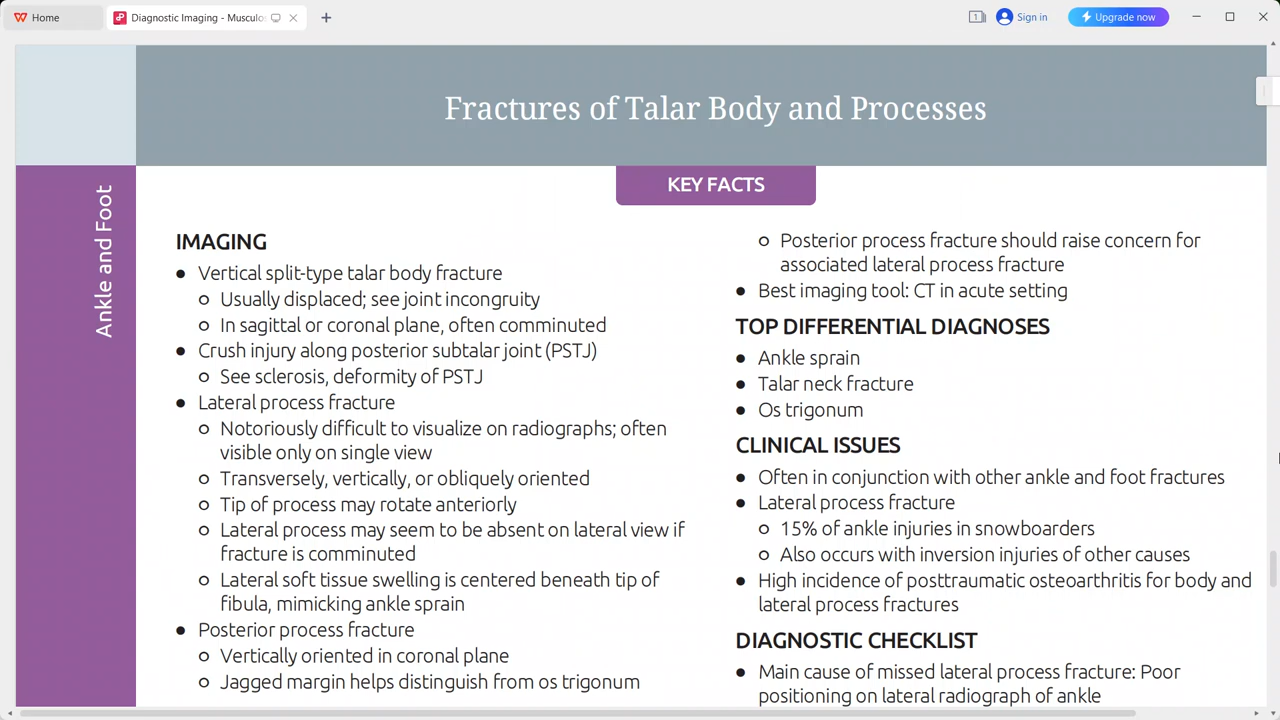 Home
Diagnostic Imaging - Musculos
Sign in
Upgrade now
Fractures of Talar Body and Processes
Ankle and Foot
KEY FACTS
IMAGING
● Vertical split-type talar body fracture
○ Usually displaced; see joint incongruity
○ In sagittal or coronal plane, often comminuted
● Crush injury along posterior subtalar joint (PSTJ)
○ See sclerosis, deformity of PSTJ
● Lateral process fracture
○ Notoriously difficult to visualize on radiographs; often
visible only on single view
○ Transversely, vertically, or obliquely oriented
○ Tip of process may rotate anteriorly
○ Lateral process may seem to be absent on lateral view if
fracture is comminuted
○ Lateral soft tissue swelling is centered beneath tip of
fibula, mimicking ankle sprain
● Posterior process fracture
○ Vertically oriented in coronal plane
○ Jagged margin helps distinguish from os trigonum
○ Posterior process fracture should raise concern for
associated lateral process fracture
● Best imaging tool: CT in acute setting
TOP DIFFERENTIAL DIAGNOSES
● Ankle sprain
● Talar neck fracture
● Os trigonum
CLINICAL ISSUES
● Often in conjunction with other ankle and foot fractures
● Lateral process fracture
○ 15% of ankle injuries in snowboarders
○ Also occurs with inversion injuries of other causes
● High incidence of posttraumatic osteoarthritis for body and
lateral process fractures
DIAGNOSTIC CHECKLIST
● Main cause of missed lateral process fracture: Poor
positioning on lateral radiograph of ankle